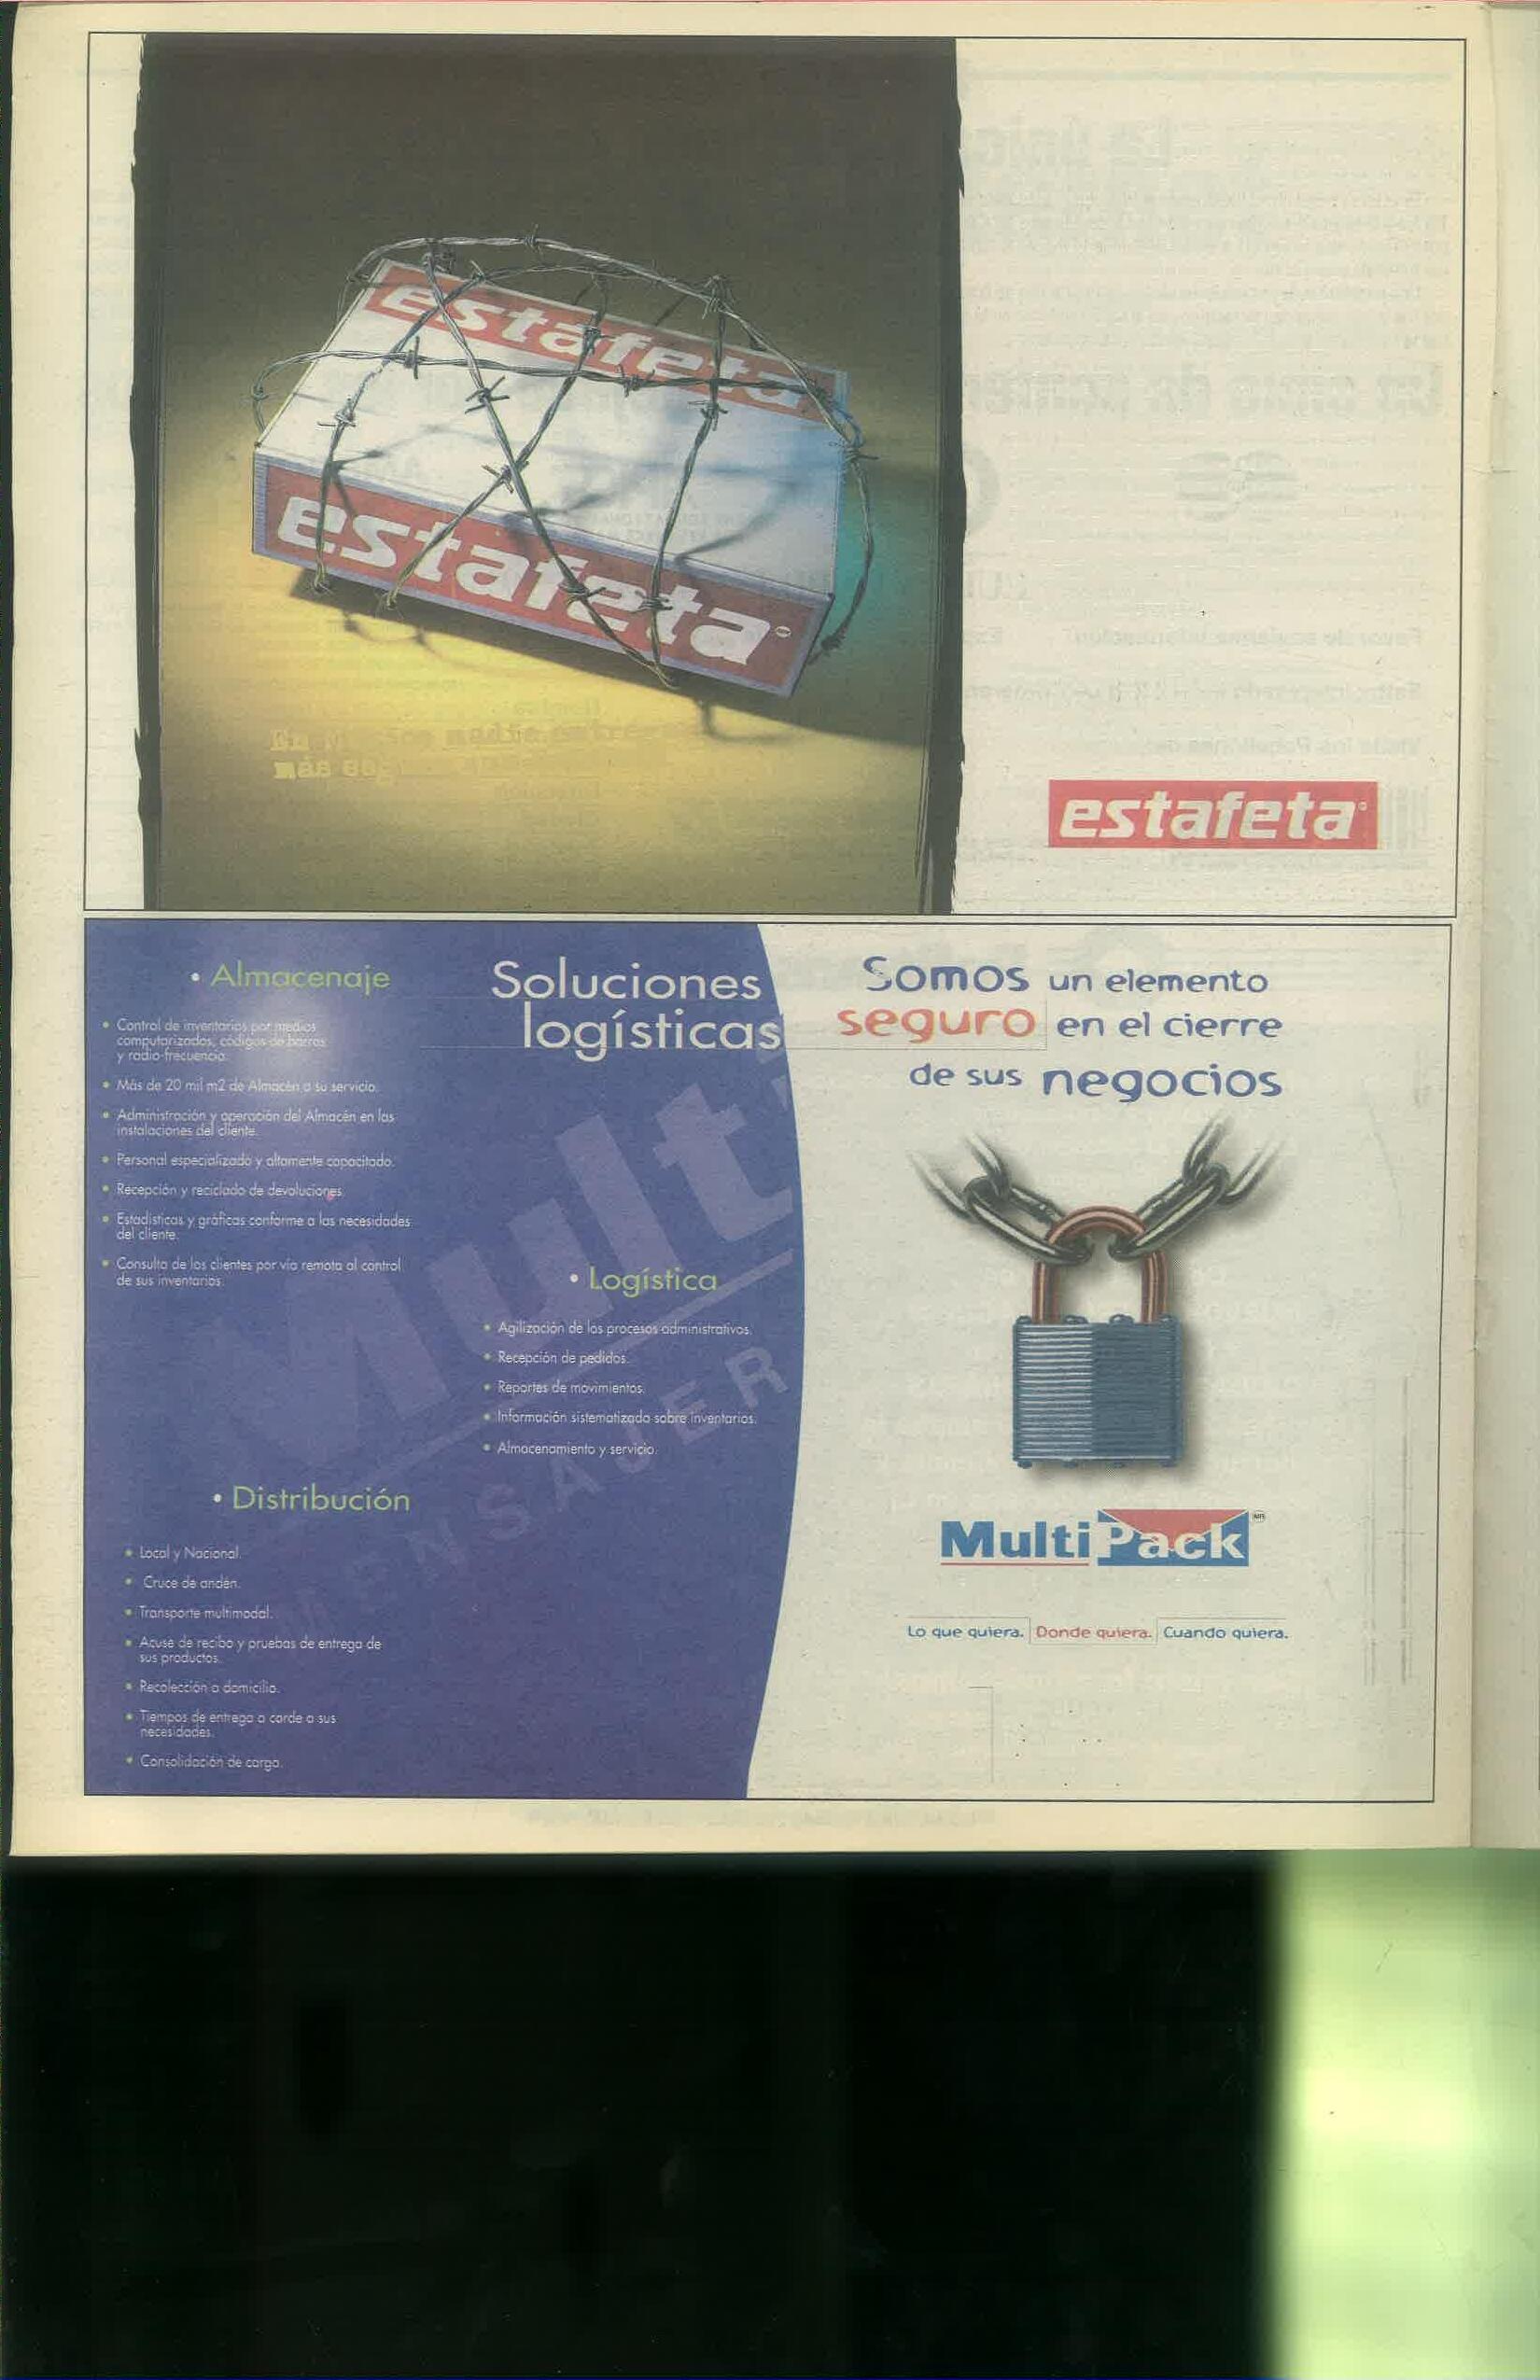 estafeta
estafeta
estafeta
• Almacenaje
• Control de inventarios por medios
computarizados, códigos de barras
y radio-frecuencia.
• Más de 20 mil m2 de Almacén a su servicio.
• Administración y operación del Almacén en las
instalaciones del cliente.
• Personal especializado y altamente capacitado.
• Recepción y reciclado de devoluciones.
• Estadísticas y gráficas conforme a las necesidades
del cliente.
• Consulta de los clientes por vía remota al control
de sus inventarios.
• Distribución
• Local y Nacional.
• Cruce de andén.
• Transporte multimodal.
• Acuse de recibo y pruebas de entrega de
sus productos.
• Recolección a domicilio.
• Tiempos de entrega a corde a sus
necesidades.
• Consolidación de carga.
Soluciones
logísticas
• Logística
• Agilización de los procesos administrativos.
• Recepción de pedidos.
• Reportes de movimientos.
• Información sistematizada sobre inventarios.
• Almacenamiento y servicio.
Multi
MENSAJER
Somos un elemento
seguro en el cierre
de sus negocios
MultiPack MR
Lo que quiera. Donde quiera. Cuando quiera.